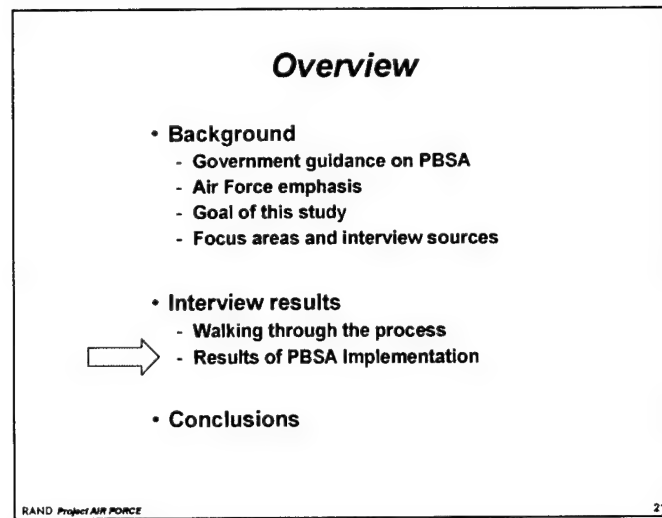 Overview
• Background
- Government guidance on PBSA
- Air Force emphasis
- Goal of this study
- Focus areas and interview sources
• Interview results
- Walking through the process
- Results of PBSA Implementation
• Conclusions
RAND Project AIR FORCE